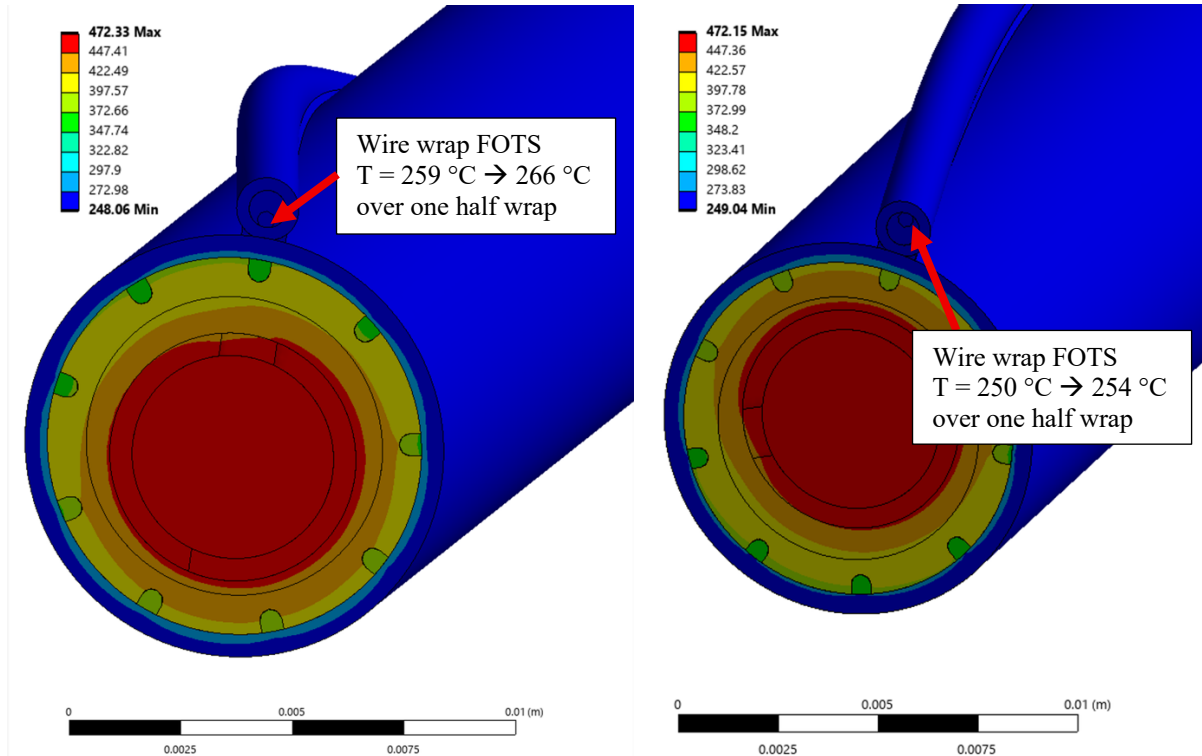 472.33 Max
447.41
422.49
397.57
372.66
347.74
322.82
297.9
272.98
248.06 Min
Wire wrap FOTS
T = 259 °C → 266 °C
over one half wrap
0
0.005
0.01 (m)
0.0025
0.0075
472.15 Max
447.36
422.57
397.78
372.99
348.2
323.41
298.62
273.83
249.04 Min
Wire wrap FOTS
T = 250 °C → 254 °C
over one half wrap
0
0.005
0.01 (m)
0.0025
0.0075